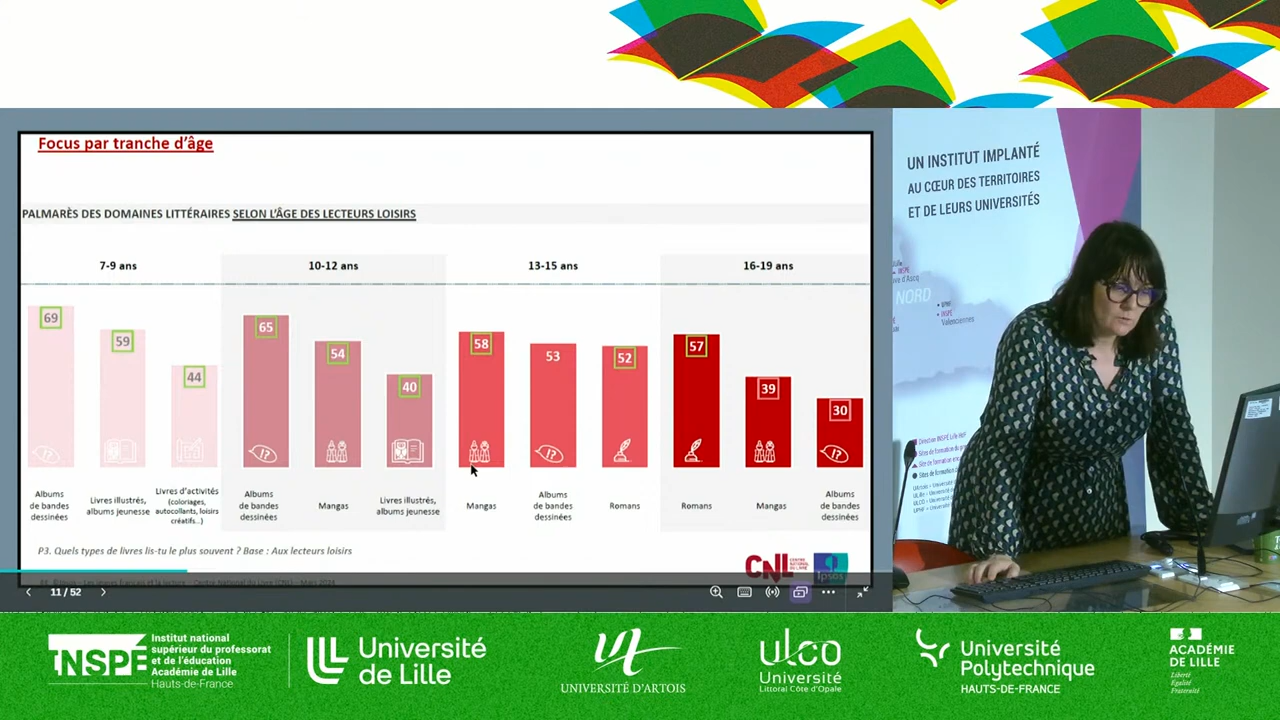 Focus par tranche d'âge
PALMARÈS DES DOMAINES LITTÉRAIRES SELON L'ÂGE DES LECTEURS LOISIRS
7-9 ans
10-12 ans
13-15 ans
16-19 ans
69
59
44
65
54
40
58
53
52
57
39
30
Albums
de bandes
dessinées
Livres illustrés,
albums jeunesse
Livres d'activités
(coloriages,
autocollants, loisirs
créatifs...)
Albums
de bandes
dessinées
Mangas
Livres illustrés,
albums jeunesse
Mangas
Albums
de bandes
dessinées
Romans
Romans
Mangas
Albums
de bandes
dessinées
P3. Quels types de livres lis-tu le plus souvent ? Base : Aux lecteurs loisirs
CNL
Ipsos
11 / 52
UN INSTITUT IMPLANTÉ
AU CŒUR DES TERRITOIRES
ET DE LEURS UNIVERSITÉS
NORD
INSPÉ
Valenciennes
INSPÉ
Institut national
supérieur du professorat
et de l'éducation
Académie de Lille
Hauts-de-France
Université
de Lille
UNIVERSITÉ D'ARTOIS
ulco
Université
Littoral Côte d'Opale
Université
Polytechnique
HAUTS-DE-FRANCE
ACADÉMIE
DE LILLE
Liberté
Égalité
Fraternité